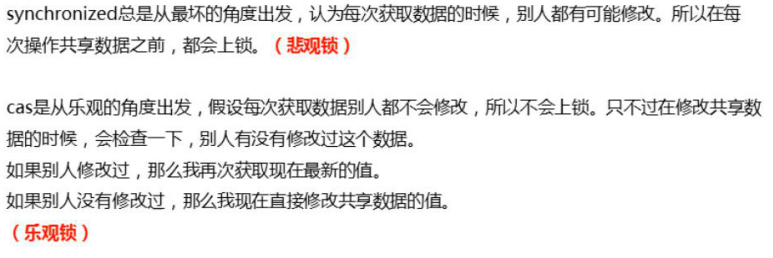 synchronized总是从最坏的角度出发，认为每次获取数据的时候，别人都有可能修改。所以在每
次操作共享数据之前，都会上锁。（悲观锁）
cas是从乐观的角度出发，假设每次获取数据别人都不会修改，所以不会上锁。只不过在修改共享数
据的时候，会检查一下，别人有没有修改过这个数据。
如果别人修改过，那么我再次获取现在最新的值。
如果别人没有修改过，那么我现在直接修改共享数据的值。
（乐观锁）